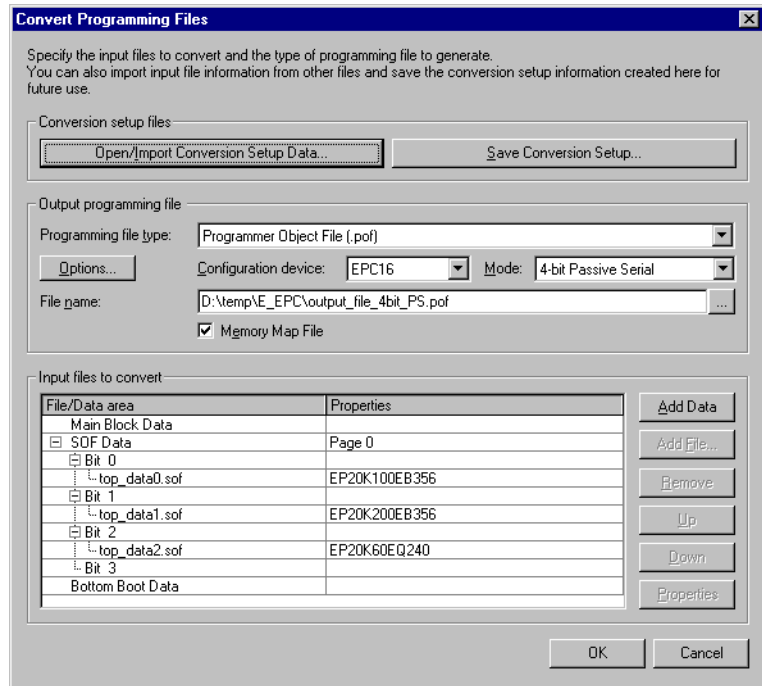 Convert Programming Files
Specify the input files to convert and the type of programming file to generate.
You can also import input file information from other files and save the conversion setup information created here for
future use.
Conversion setup files
Open/Import Conversion Setup Data...
Save Conversion Setup...
Output programming file
Programming file type:
Programmer Object File (.pof)
Options...
Configuration device:
EPC16
Mode:
4-bit Passive Serial
File name:
D:\temp\E_EPC\output_file_4bit_PS.pof
...
Memory Map File
Input files to convert
File/Data area
Properties
Main Block Data
SOF Data
Page 0
Bit 0
top_data0.sof
EP20K100EB356
Bit 1
top_data1.sof
EP20K200EB356
Bit 2
top_data2.sof
EP20K60EQ240
Bit 3
Bottom Boot Data
Add Data
Add File...
Remove
Up
Down
Properties
OK
Cancel